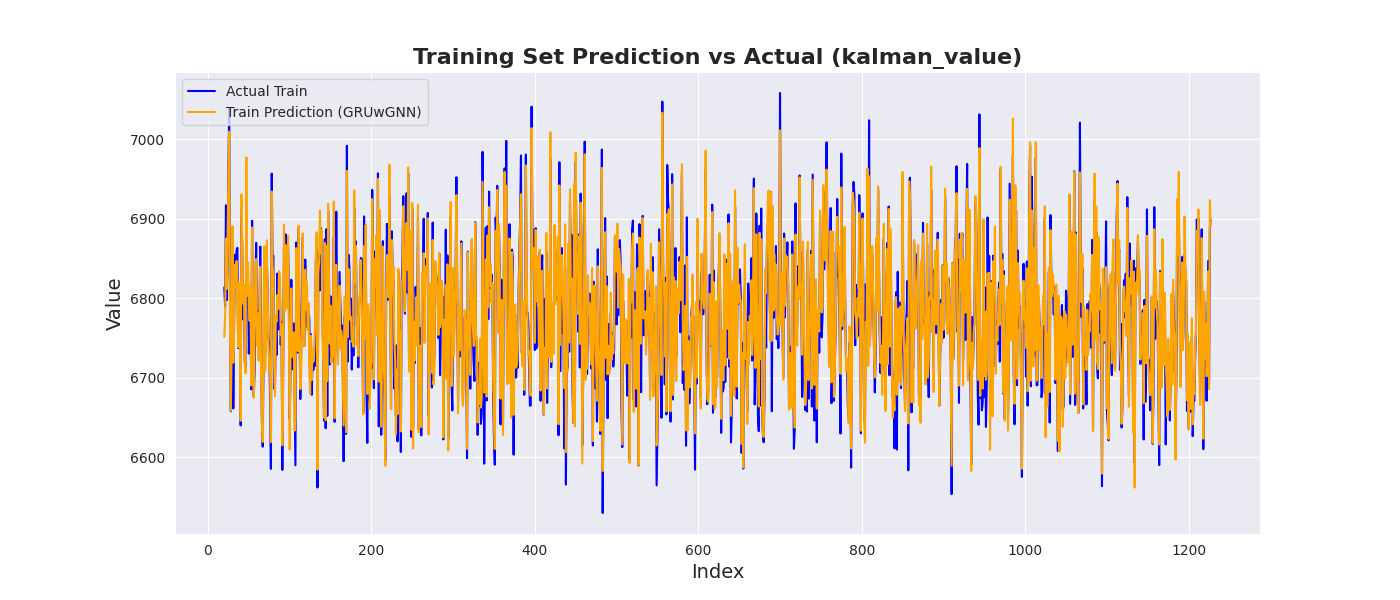 Training Set Prediction vs Actual (kalman_value)
Actual Train
Train Prediction (GRUwGNN)
Value
7000
6900
6800
6700
6600
0 200 400 600 800 1000 1200
Index